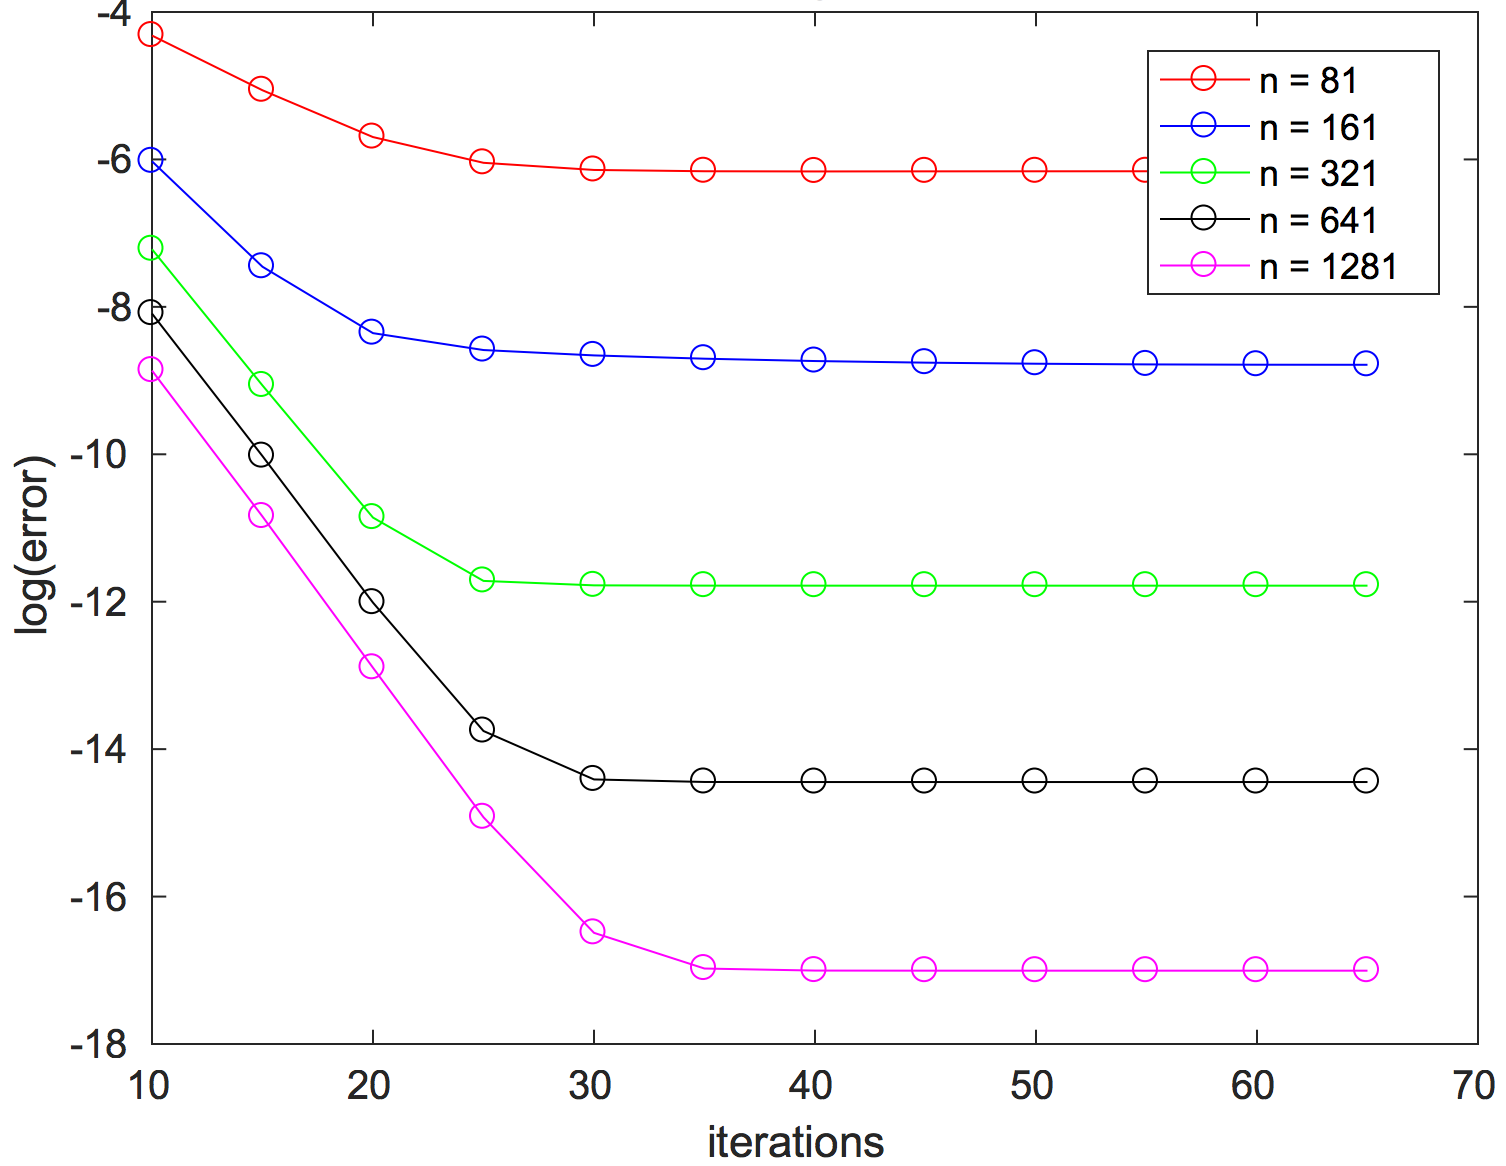 -4
-6
-8
-10
-12
-14
-16
-18
10 20 30 40 50 60 70
log(error)
iterations
n = 81
n = 161
n = 321
n = 641
n = 1281